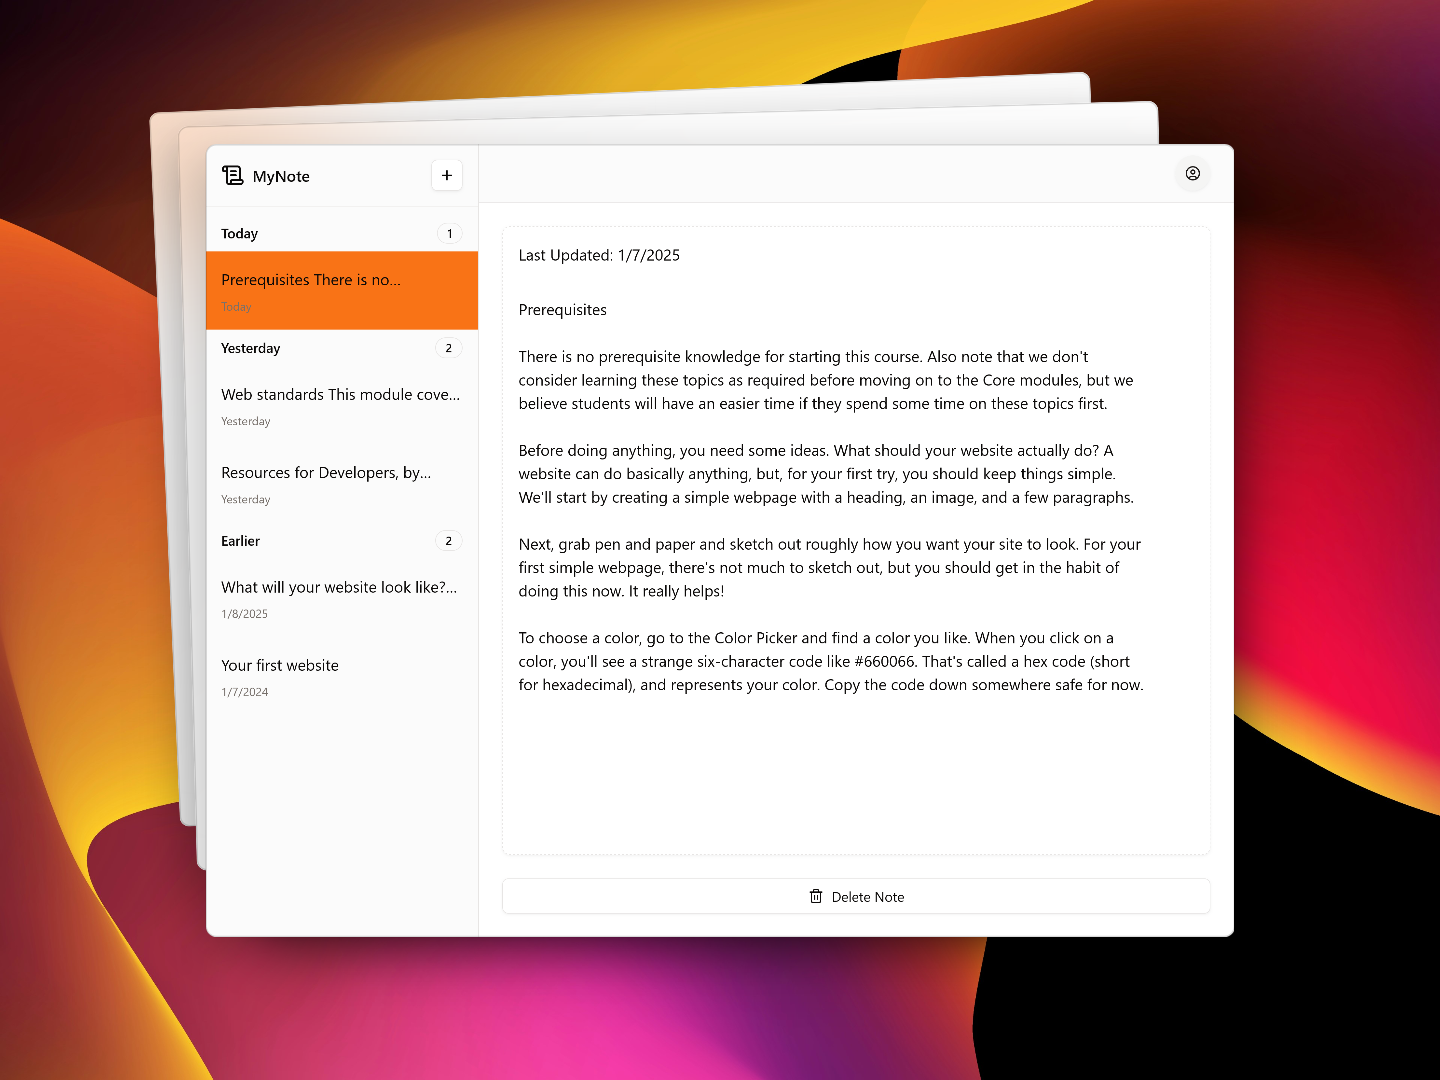 MyNote
+
Today
1
Prerequisites There is no...
Today
Yesterday
2
Web standards This module cove...
Yesterday
Resources for Developers, by...
Yesterday
Earlier
2
What will your website look like?...
1/8/2025
Your first website
1/7/2024
Last Updated: 1/7/2025
Prerequisites
There is no prerequisite knowledge for starting this course. Also note that we don't
consider learning these topics as required before moving on to the Core modules, but we
believe students will have an easier time if they spend some time on these topics first.
Before doing anything, you need some ideas. What should your website actually do? A
website can do basically anything, but, for your first try, you should keep things simple.
We'll start by creating a simple webpage with a heading, an image, and a few paragraphs.
Next, grab pen and paper and sketch out roughly how you want your site to look. For your
first simple webpage, there's not much to sketch out, but you should get in the habit of
doing this now. It really helps!
To choose a color, go to the Color Picker and find a color you like. When you click on a
color, you'll see a strange six-character code like #660066. That's called a hex code (short
for hexadecimal), and represents your color. Copy the code down somewhere safe for now.
Delete Note